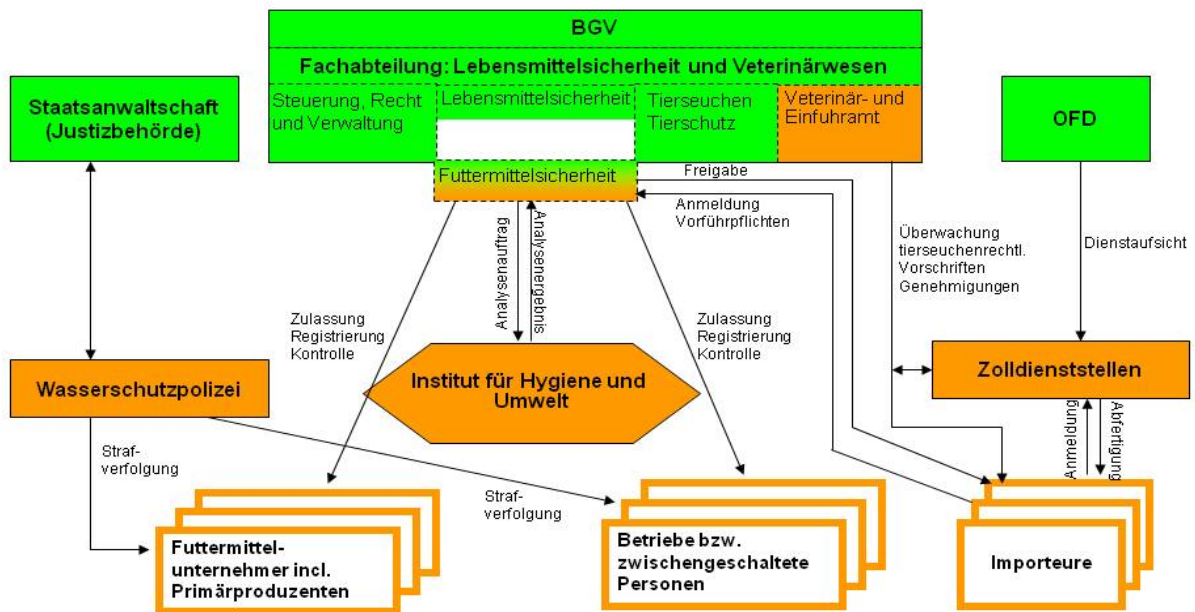 BGV
Fachabteilung: Lebensmittelsicherheit und Veterinärwesen
Steuerung, Recht
und Verwaltung
Lebensmittelsicherheit
Tierseuchen
Tierschutz
Veterinär- und
Einfuhramt
Futtermittelsicherheit
Staatsanwaltschaft
(Justizbehörde)
OFD
Freigabe
Anmeldung
Vorführpflichten
Analysenauftrag
Analysenergebnis
Überwachung
tierseuchenrechtl.
Vorschriften
Genehmigungen
Dienstaufsicht
Zulassung
Registrierung
Kontrolle
Zulassung
Registrierung
Kontrolle
Wasserschutzpolizei
Institut für Hygiene und
Umwelt
Zolldienststellen
Anmeldung
Abfertigung
Straf-
verfolgung
Straf-
verfolgung
Futtermittel-
unternehmer incl.
Primärproduzenten
Betriebe bzw.
zwischengeschaltete
Personen
Importeure